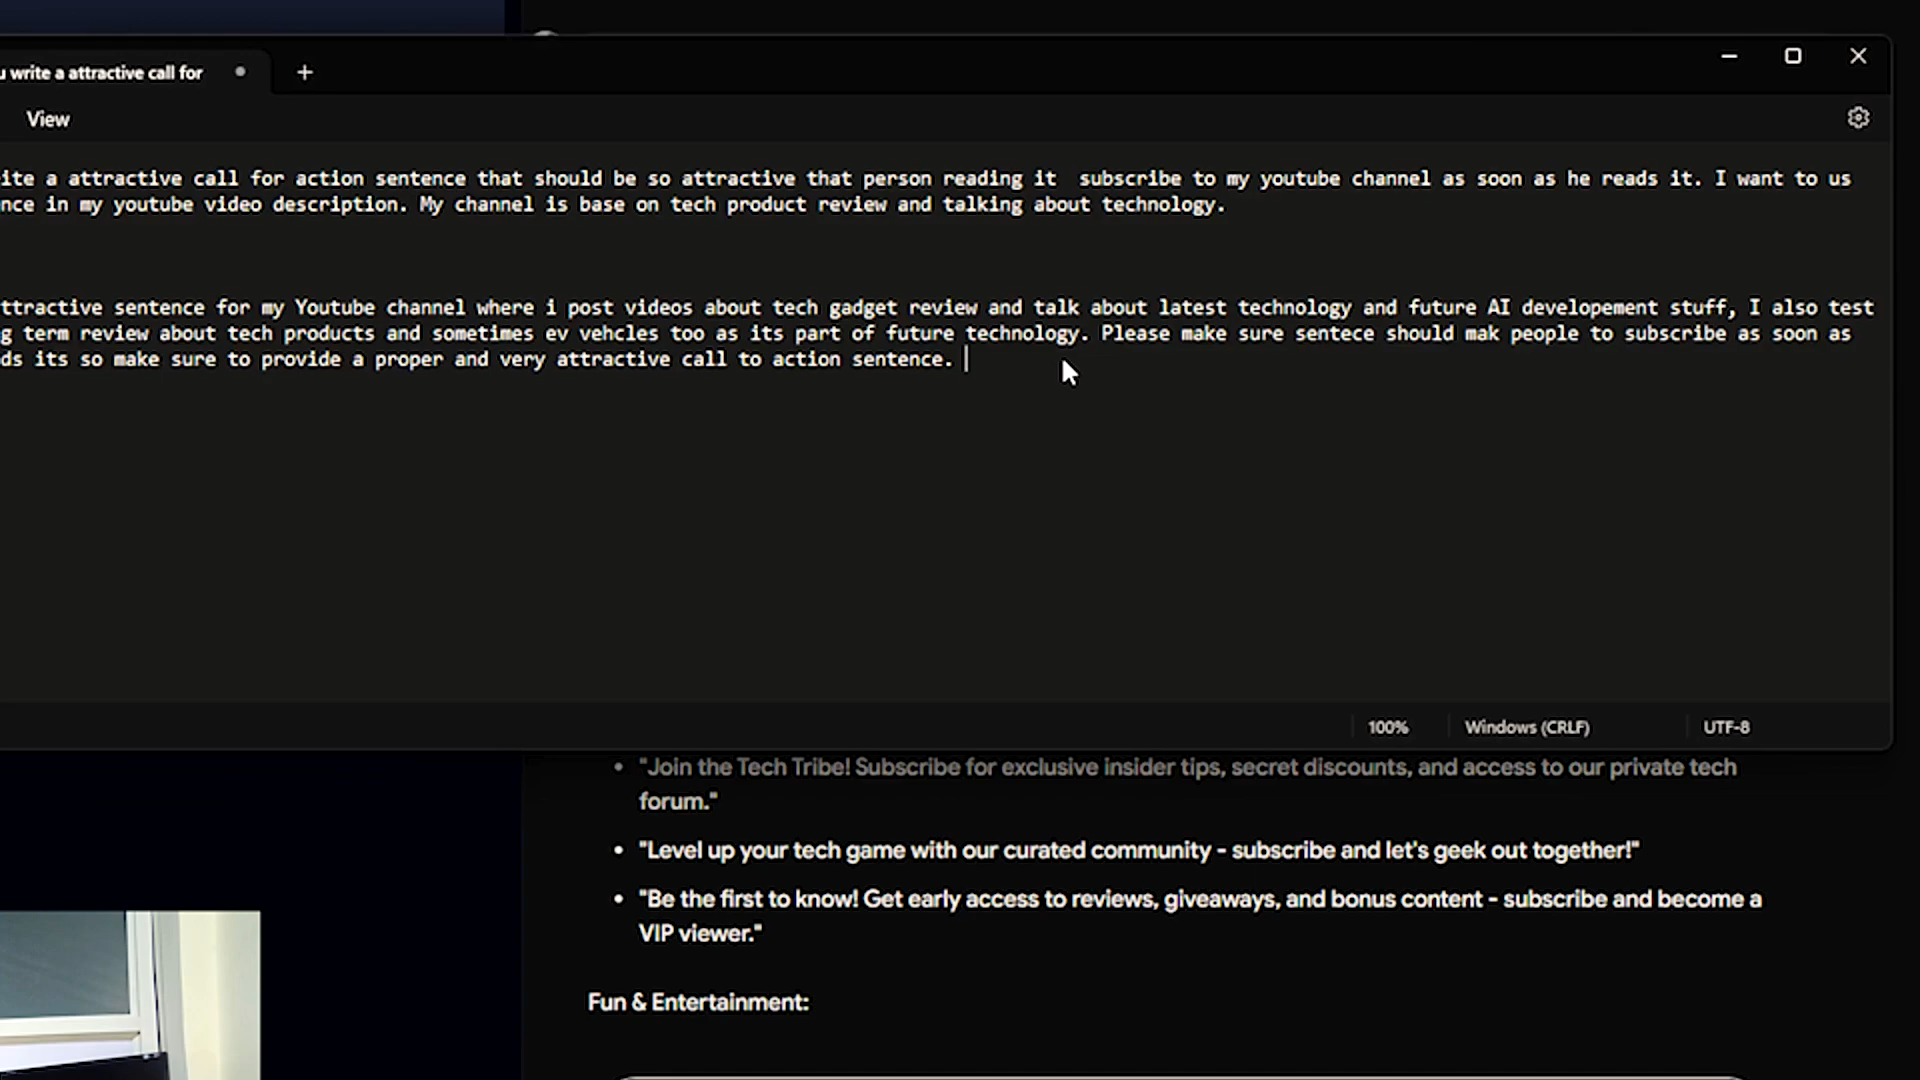 u write a attractive call for
View
ite a attractive call for action sentence that should be so attractive that person reading it  subscribe to my youtube channel as soon as he reads it. I want to us
nce in my youtube video description. My channel is base on tech product review and talking about technology.
ttractive sentence for my Youtube channel where i post videos about tech gadget review and talk about latest technology and future AI developement stuff, I also test
g term review about tech products and sometimes ev vehcles too as its part of future technology. Please make sure sentece should mak people to subscribe as soon as
ds its so make sure to provide a proper and very attractive call to action sentence.
100% Windows (CRLF) UTF-8
• "Join the Tech Tribe! Subscribe for exclusive insider tips, secret discounts, and access to our private tech
forum."
• "Level up your tech game with our curated community - subscribe and let's geek out together!"
• "Be the first to know! Get early access to reviews, giveaways, and bonus content - subscribe and become a
VIP viewer."
Fun & Entertainment: